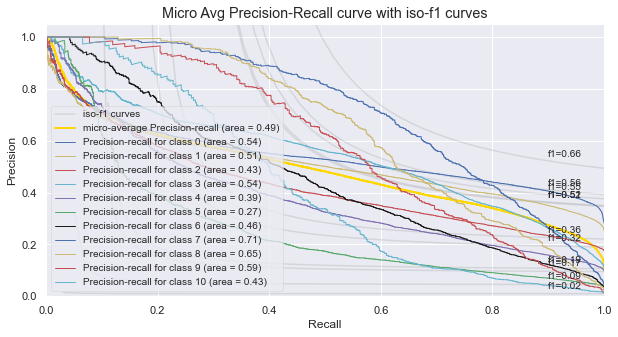 Micro Avg Precision-Recall curve with iso-f1 curves
1.0
0.8
0.6
0.4
0.2
0.0
Precision
iso-f1 curves
micro-average Precision-recall (area = 0.49)
Precision-recall for class 0 (area = 0.54)
Precision-recall for class 1 (area = 0.51)
Precision-recall for class 2 (area = 0.43)
Precision-recall for class 3 (area = 0.54)
Precision-recall for class 4 (area = 0.39)
Precision-recall for class 5 (area = 0.27)
Precision-recall for class 6 (area = 0.46)
Precision-recall for class 7 (area = 0.71)
Precision-recall for class 8 (area = 0.65)
Precision-recall for class 9 (area = 0.59)
Precision-recall for class 10 (area = 0.43)
f1=0.66
f1=0.56
f1=0.36
f1=0.32
f1=0.17
f1=0.09
f1=0.02
0.0 0.2 0.4 0.6 0.8 1.0
Recall